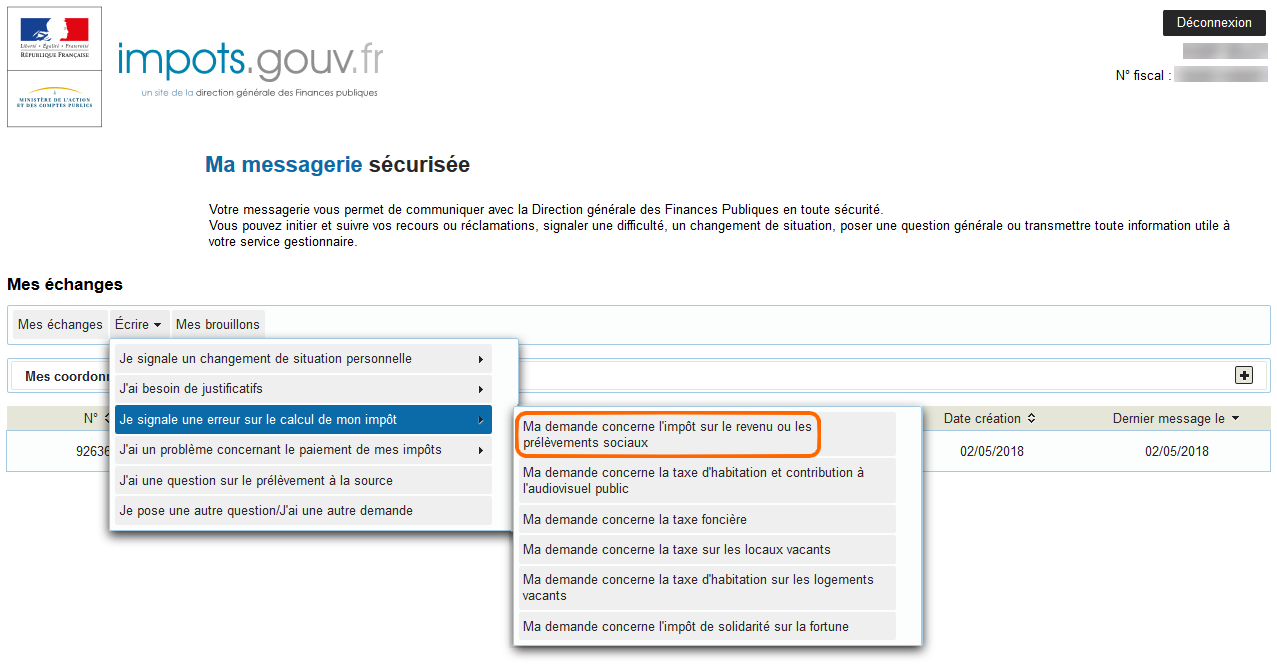 Liberté • Égalité • Fraternité
RÉPUBLIQUE FRANÇAISE
MINISTÈRE DE L'ACTION
ET DES COMPTES PUBLICS
impots.gouv.fr
un site de la direction générale des Finances publiques
Déconnexion
N° fiscal :
Ma messagerie sécurisée
Votre messagerie vous permet de communiquer avec la Direction générale des Finances Publiques en toute sécurité.
Vous pouvez initier et suivre vos recours ou réclamations, signaler une difficulté, un changement de situation, poser une question générale ou transmettre toute information utile à
votre service gestionnaire.
Mes échanges
Mes échanges Écrire Mes brouillons
Je signale un changement de situation personnelle
Mes coordonn
J'ai besoin de justificatifs
N° Je signale une erreur sur le calcul de mon impôt Date création Dernier message le
Ma demande concerne l'impôt sur le revenu ou les
prélèvements sociaux
92636 J'ai un problème concernant le paiement de mes impôts 02/05/2018 02/05/2018
Ma demande concerne la taxe d'habitation et contribution à
l'audiovisuel public
J'ai une question sur le prélèvement à la source
Je pose une autre question/J'ai une autre demande
Ma demande concerne la taxe foncière
Ma demande concerne la taxe sur les locaux vacants
Ma demande concerne la taxe d'habitation sur les logements
vacants
Ma demande concerne l'impôt de solidarité sur la fortune